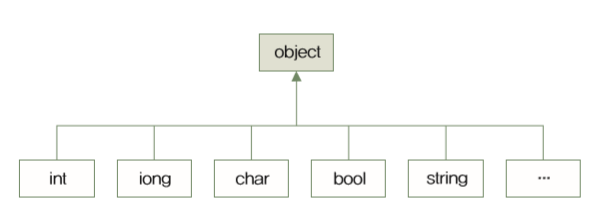 object
int
iong
char
bool
string
...